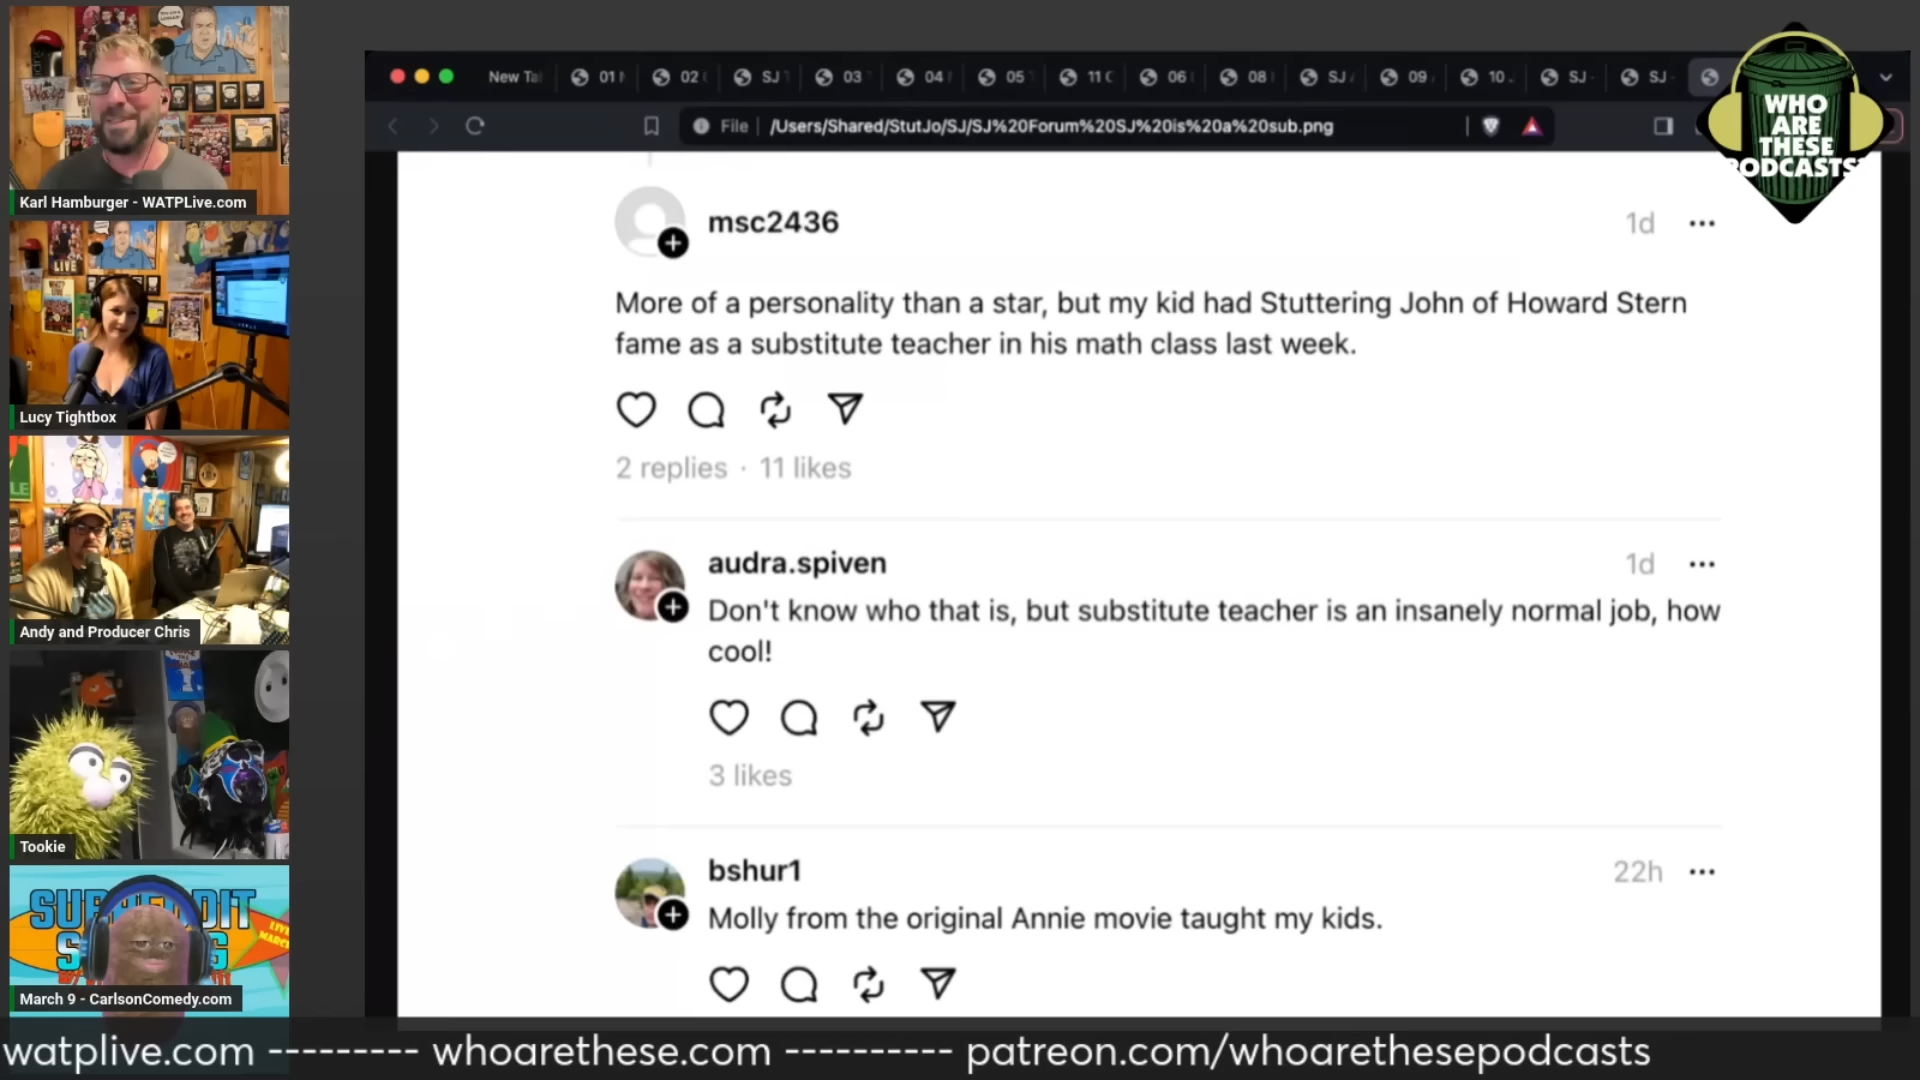 New Ta
01
02
SJ
03
04
05
11 C
06
08
SJ
09
10
SJ
SJ
File
/Users/Shared/StutJo/SJ/SJ%20Forum%20SJ%20is%20a%20sub.png
WHO
ARE
THESE
PODCASTS
msc2436
1d
More of a personality than a star, but my kid had Stuttering John of Howard Stern
fame as a substitute teacher in his math class last week.
2 replies · 11 likes
audra.spiven
1d
Don't know who that is, but substitute teacher is an insanely normal job, how
cool!
3 likes
bshur1
22h
Molly from the original Annie movie taught my kids.
Karl Hamburger - WATPLive.com
LIVE
Lucy Tightbox
Andy and Producer Chris
Tookie
March 9 - CarlsonComedy.com
watplive.com --------- whoarethese.com ---------- patreon.com/whoarethesepodcasts